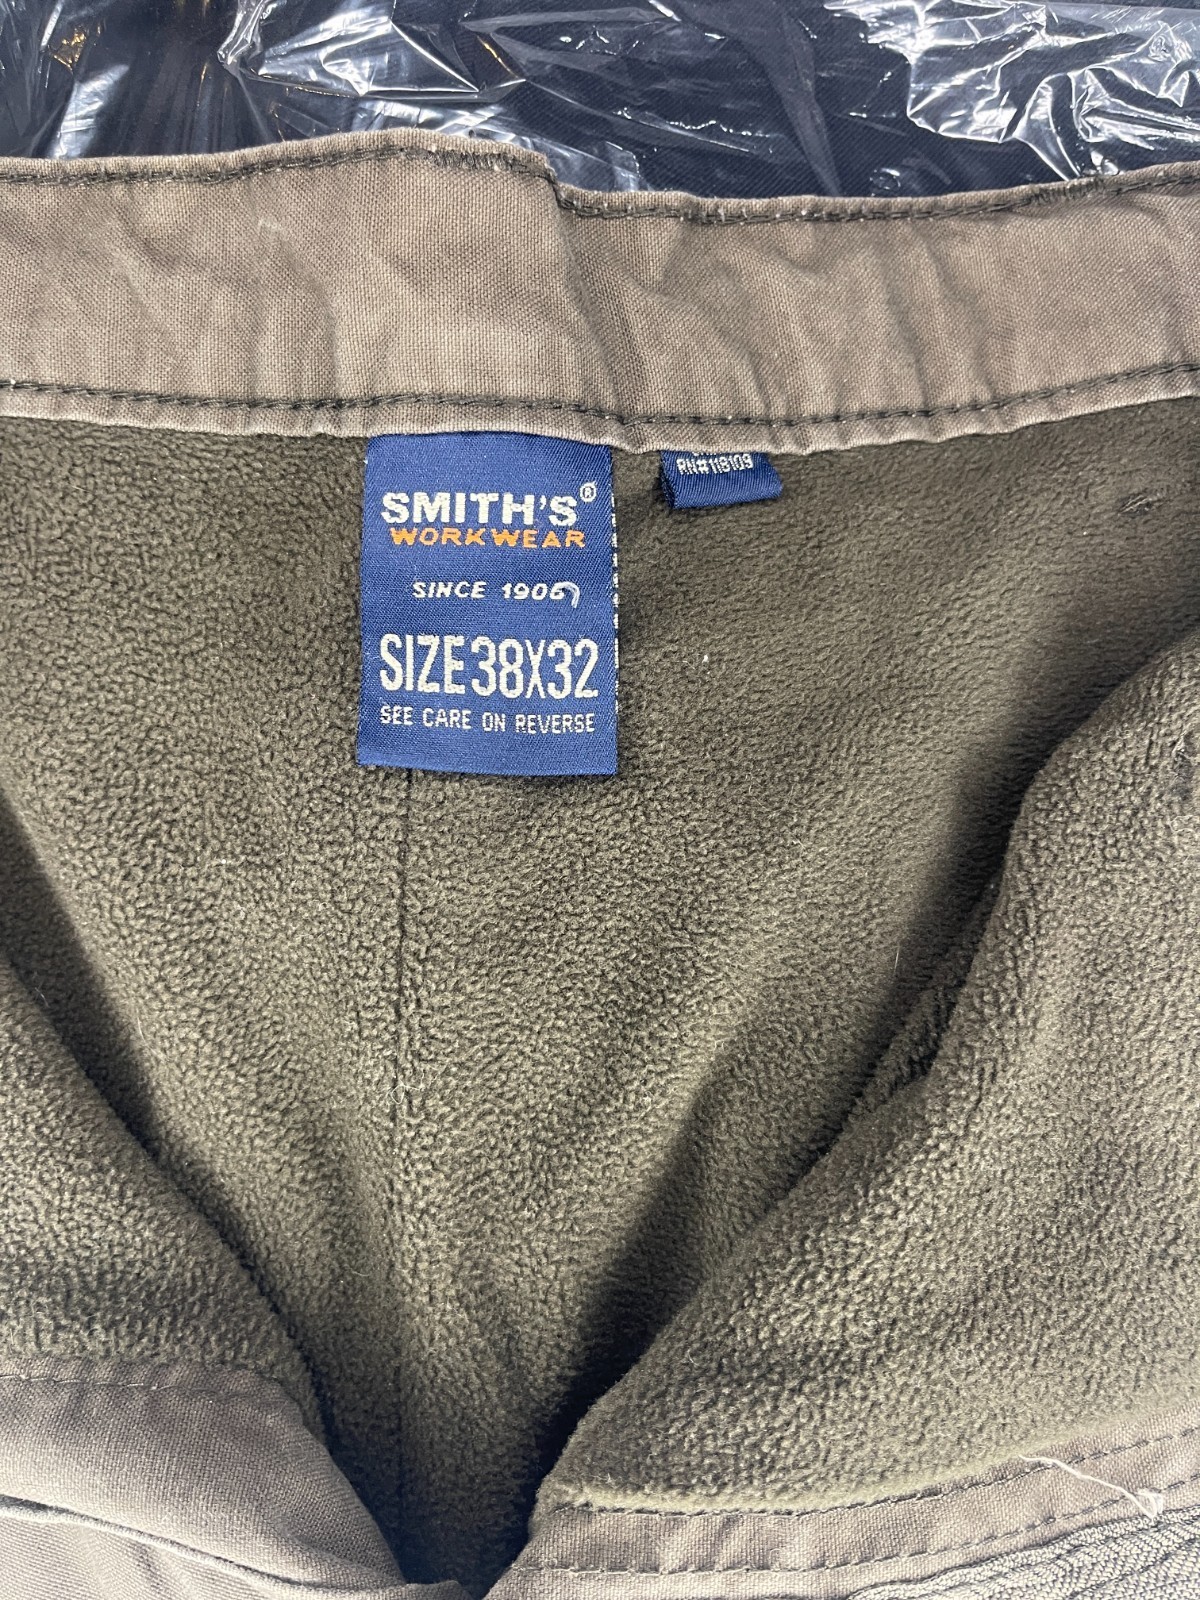 SMITH'S®
WORKWEAR
SINCE 1906
SIZE 38X32
SEE CARE ON REVERSE
RN#118109